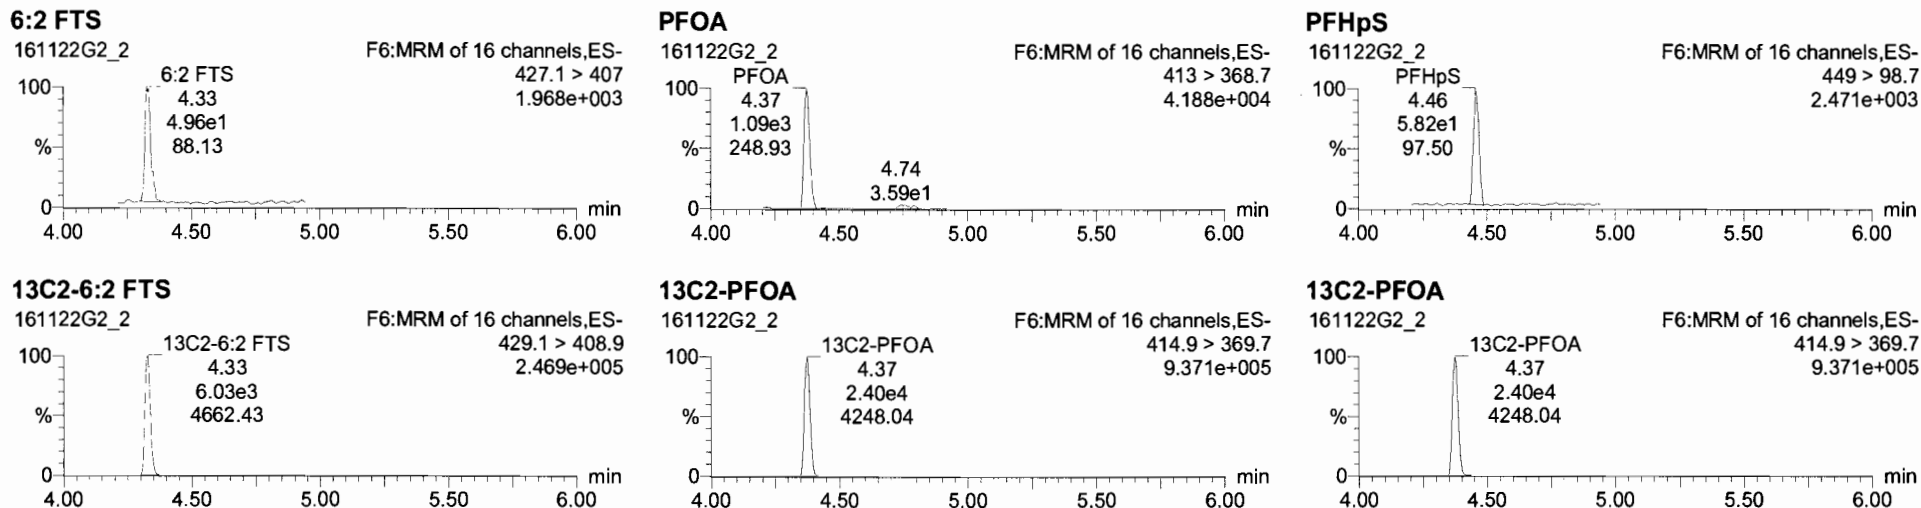 6:2 FTS
161122G2_2
F6:MRM of 16 channels,ES-
427.1 > 407
1.968e+003
100
6:2 FTS
4.33
4.96e1
88.13
%
0
min
4.00 4.50 5.00 5.50 6.00
PFOA
161122G2_2
F6:MRM of 16 channels,ES-
413 > 368.7
4.188e+004
100
PFOA
4.37
1.09e3
248.93
4.74
3.59e1
%
0
min
4.00 4.50 5.00 5.50 6.00
PFHpS
161122G2_2
F6:MRM of 16 channels,ES-
449 > 98.7
2.471e+003
100
PFHpS
4.46
5.82e1
97.50
%
0
min
4.00 4.50 5.00 5.50 6.00
13C2-6:2 FTS
161122G2_2
F6:MRM of 16 channels,ES-
429.1 > 408.9
2.469e+005
100
13C2-6:2 FTS
4.33
6.03e3
4662.43
%
0
min
4.00 4.50 5.00 5.50 6.00
13C2-PFOA
161122G2_2
F6:MRM of 16 channels,ES-
414.9 > 369.7
9.371e+005
100
13C2-PFOA
4.37
2.40e4
4248.04
%
0
min
4.00 4.50 5.00 5.50 6.00
13C2-PFOA
161122G2_2
F6:MRM of 16 channels,ES-
414.9 > 369.7
9.371e+005
100
13C2-PFOA
4.37
2.40e4
4248.04
%
0
min
4.00 4.50 5.00 5.50 6.00